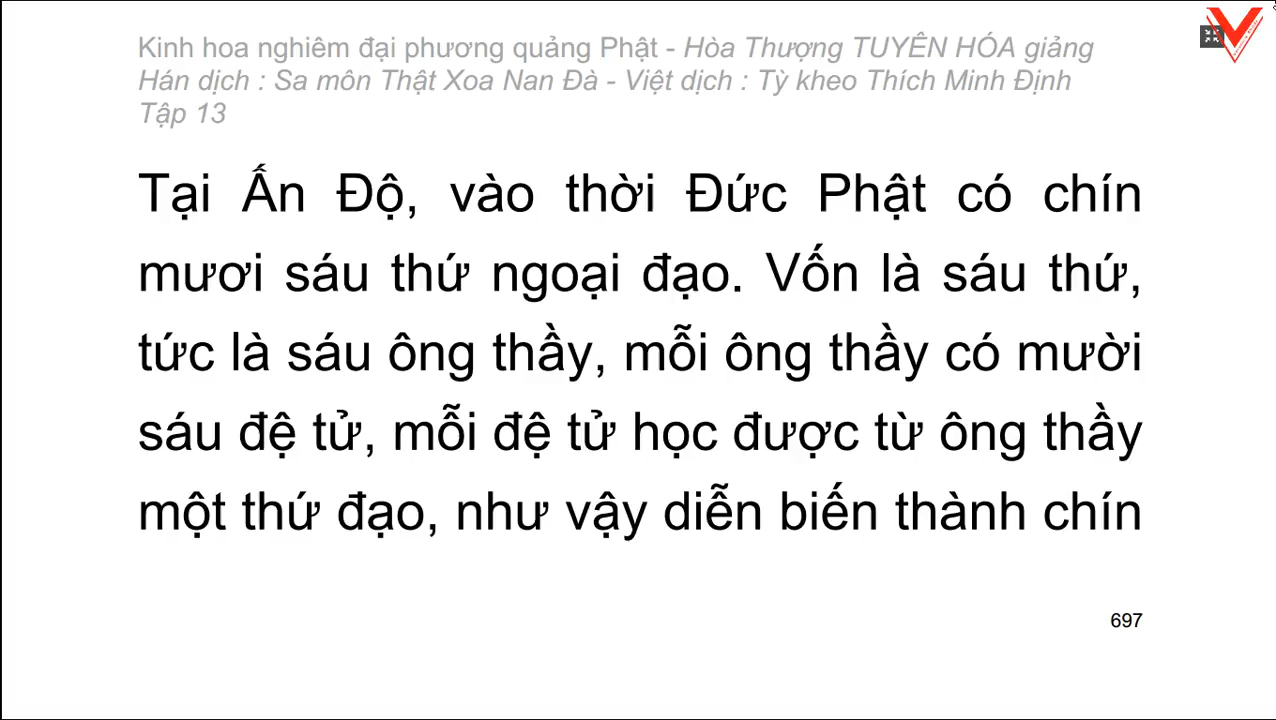 Kinh hoa nghiêm đại phương quảng Phật - Hòa Thượng TUYÊN HÓA giảng
Hán dịch : Sa môn Thật Xoa Nan Đà - Việt dịch : Tỳ kheo Thích Minh Định
Tập 13
Tại Ấn Độ, vào thời Đức Phật có chín
mươi sáu thứ ngoại đạo. Vốn là sáu thứ,
tức là sáu ông thầy, mỗi ông thầy có mười
sáu đệ tử, mỗi đệ tử học được từ ông thầy
một thứ đạo, như vậy diễn biến thành chín
697